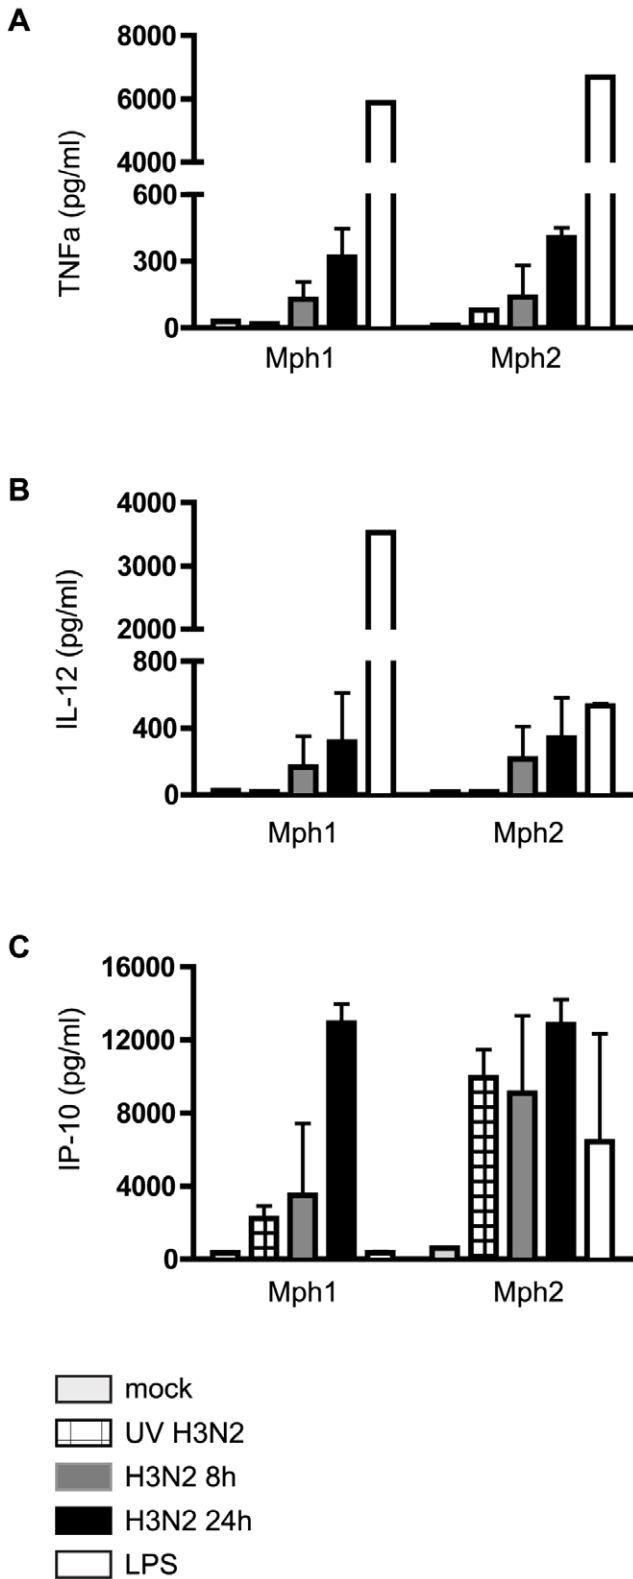 A
TNFa (pg/ml)
8000
6000
4000
600
300
0
Mph1
Mph2
B
IL-12 (pg/ml)
4000
3000
2000
800
400
0
Mph1
Mph2
C
IP-10 (pg/ml)
16000
12000
8000
4000
0
Mph1
Mph2
mock
UV H3N2
H3N2 8h
H3N2 24h
LPS